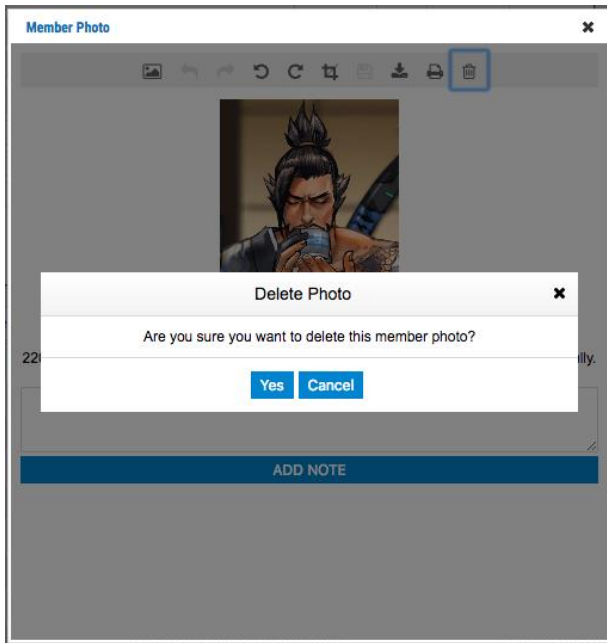 Member Photo
Delete Photo
Are you sure you want to delete this member photo?
Yes Cancel
ADD NOTE